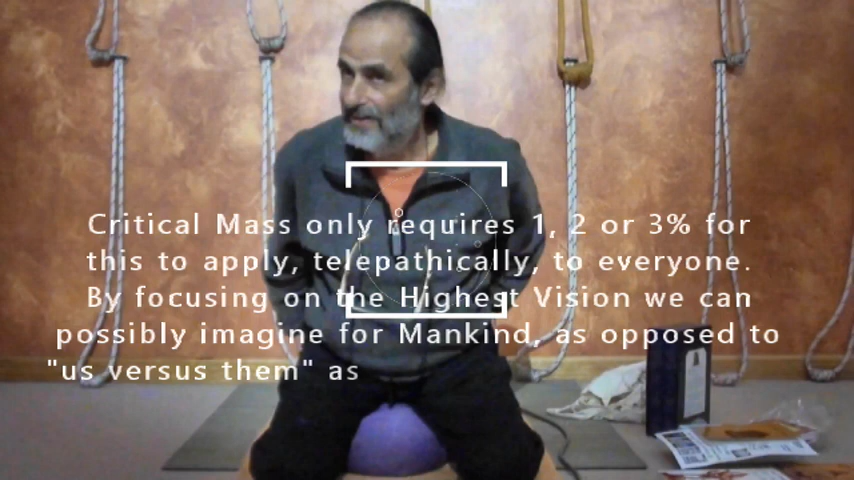 Critical Mass only requires 1, 2 or 3% for
this to apply, telepathically, to everyone.
By focusing on the Highest Vision we can
possibly imagine for Mankind, as opposed to
"us versus them" as